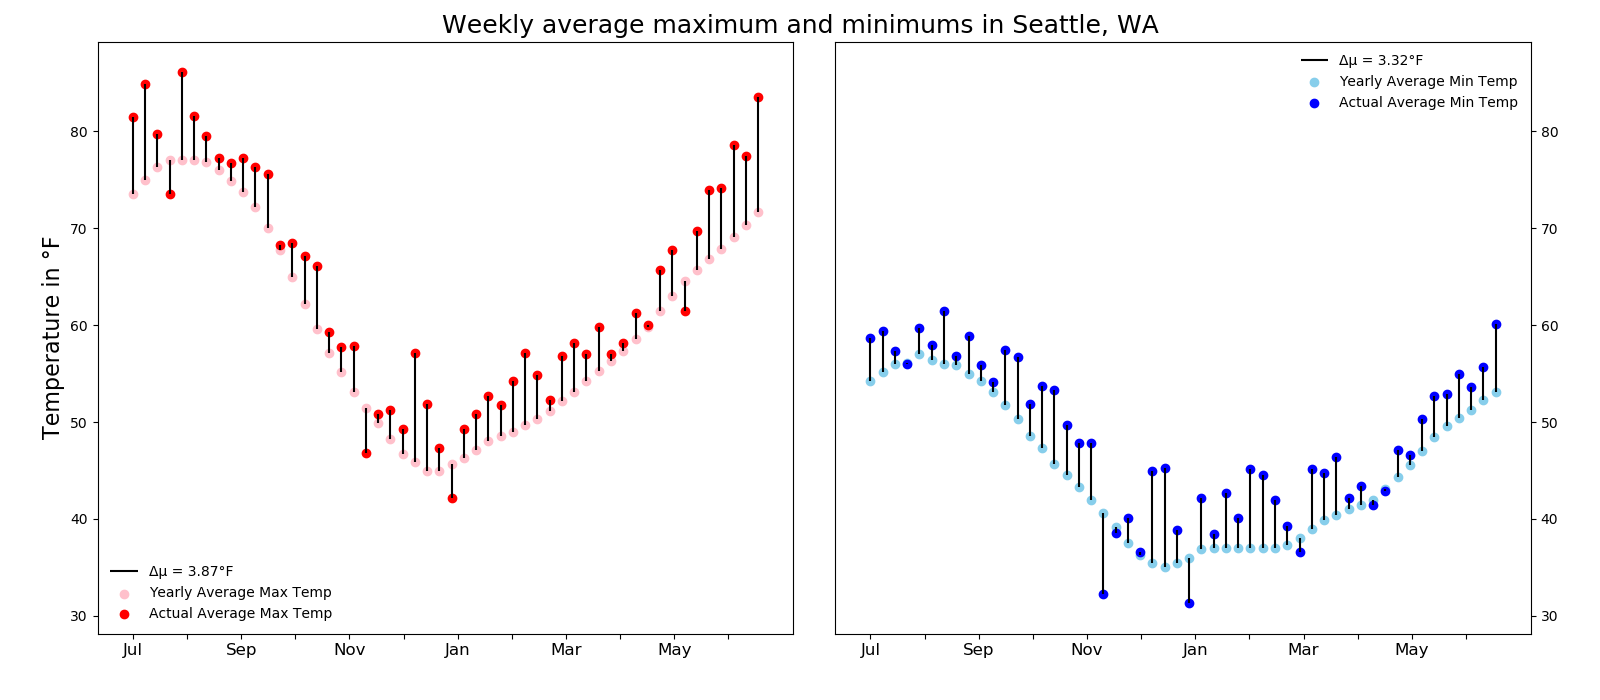 Weekly average maximum and minimums in Seattle, WA
Temperature in °F
80
70
60
50
40
30
Δμ = 3.87°F
Yearly Average Max Temp
Actual Average Max Temp
Jul Sep Nov Jan Mar May
Δμ = 3.32°F
Yearly Average Min Temp
Actual Average Min Temp
80
70
60
50
40
30
Jul Sep Nov Jan Mar May